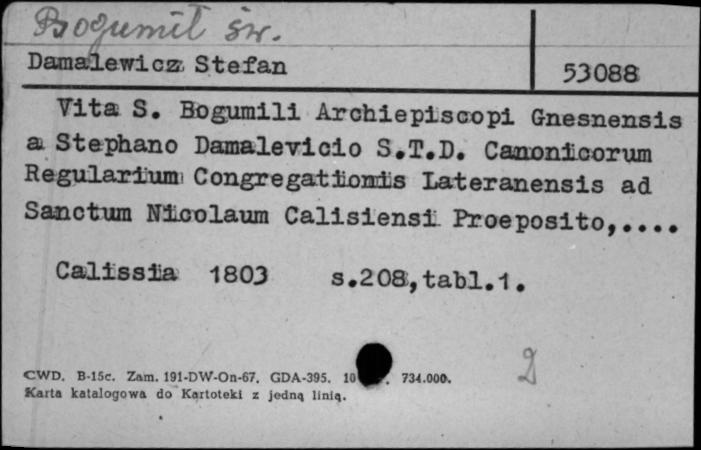 Bogumił św.
Damalewicz Stefan
53088
Vita S. Bogumili Archiepiscopi Gnesnensis
a Stephano Damalevicio S.T.D. Canonicorum
Regularium Congregationis Lateranensis ad
Sanctum Nicolaum Calisiensi Proeposito,....
Calissia 1803 s.208,tabl.1.
2
CWD. B-15c. Zam. 191-DW-On-67. GDA-395. 10 734.000.
Karta katalogowa do Kartoteki z jedną linią.